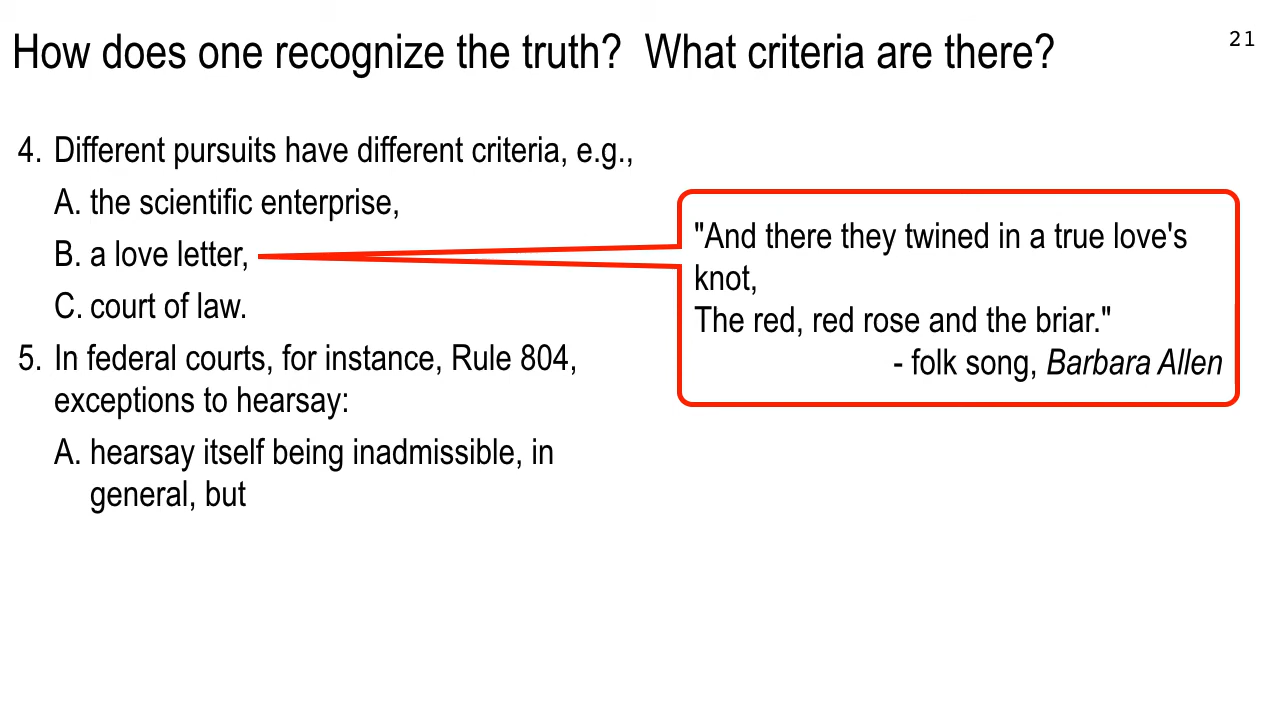 How does one recognize the truth?  What criteria are there?
21
4. Different pursuits have different criteria, e.g.,
A. the scientific enterprise,
B. a love letter,
C. court of law.
5. In federal courts, for instance, Rule 804,
exceptions to hearsay:
A. hearsay itself being inadmissible, in
general, but
"And there they twined in a true love's
knot,
The red, red rose and the briar."
- folk song, Barbara Allen